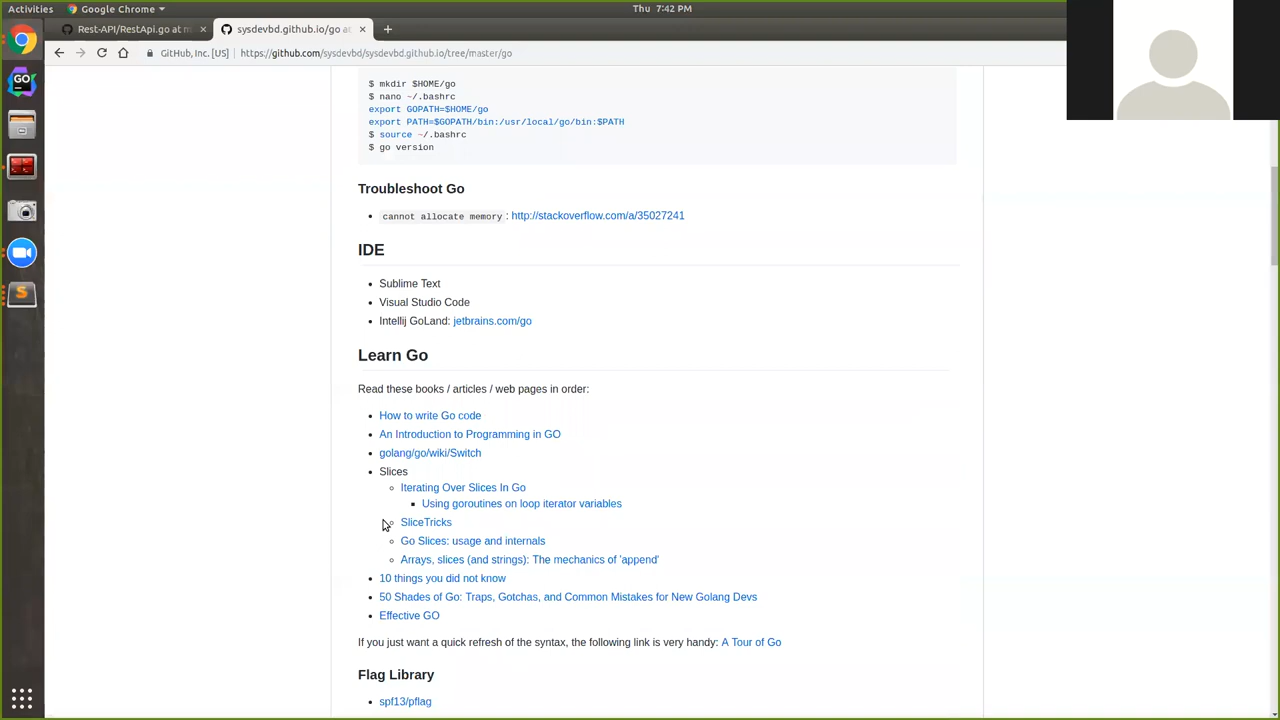 Activities
Google Chrome
Thu 7:42 PM
Rest-API/RestApi.go at m
sysdevbd.github.io/go at
GitHub, Inc. [US]
https://github.com/sysdevbd/sysdevbd.github.io/tree/master/go
$ mkdir $HOME/go
$ nano ~/.bashrc
export GOPATH=$HOME/go
export PATH=$GOPATH/bin:/usr/local/go/bin:$PATH
$ source ~/.bashrc
$ go version
Troubleshoot Go
cannot allocate memory : http://stackoverflow.com/a/35027241
IDE
Sublime Text
Visual Studio Code
Intellij GoLand: jetbrains.com/go
Learn Go
Read these books / articles / web pages in order:
How to write Go code
An Introduction to Programming in GO
golang/go/wiki/Switch
Slices
Iterating Over Slices In Go
Using goroutines on loop iterator variables
SliceTricks
Go Slices: usage and internals
Arrays, slices (and strings): The mechanics of 'append'
10 things you did not know
50 Shades of Go: Traps, Gotchas, and Common Mistakes for New Golang Devs
Effective GO
If you just want a quick refresh of the syntax, the following link is very handy: A Tour of Go
Flag Library
spf13/pflag
GO
S